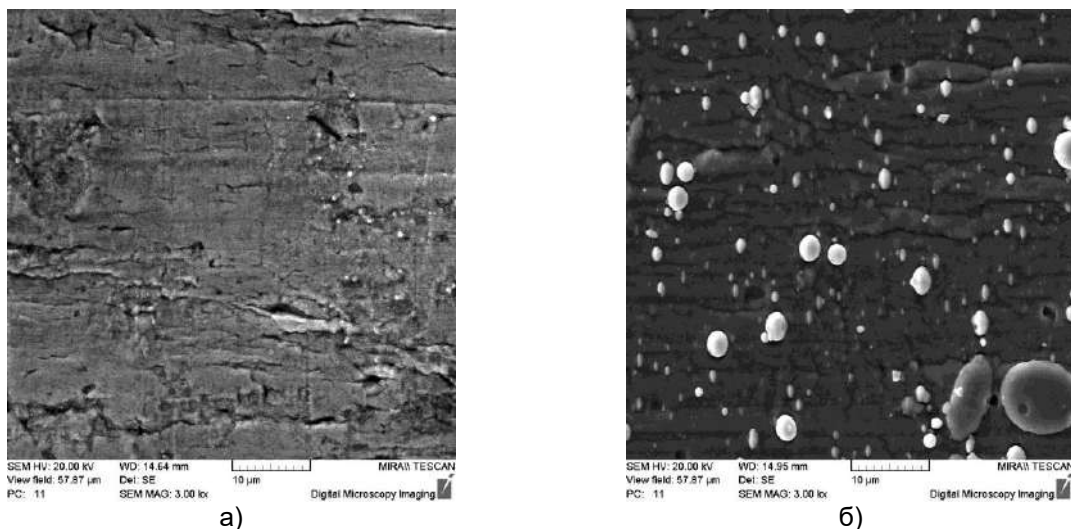 SEM HV: 20.00 kV WD: 14.64 mm MIRA\\ TESCAN
View field: 57.87 µm Det: SE 10 µm
PC: 11 SEM MAG: 3.00 kx Digital Microscopy Imaging
а)
SEM HV: 20.00 kV WD: 14.95 mm MIRA\\ TESCAN
View field: 57.87 µm Det: SE 10 µm
PC: 11 SEM MAG: 3.00 kx Digital Microscopy Imaging
б)